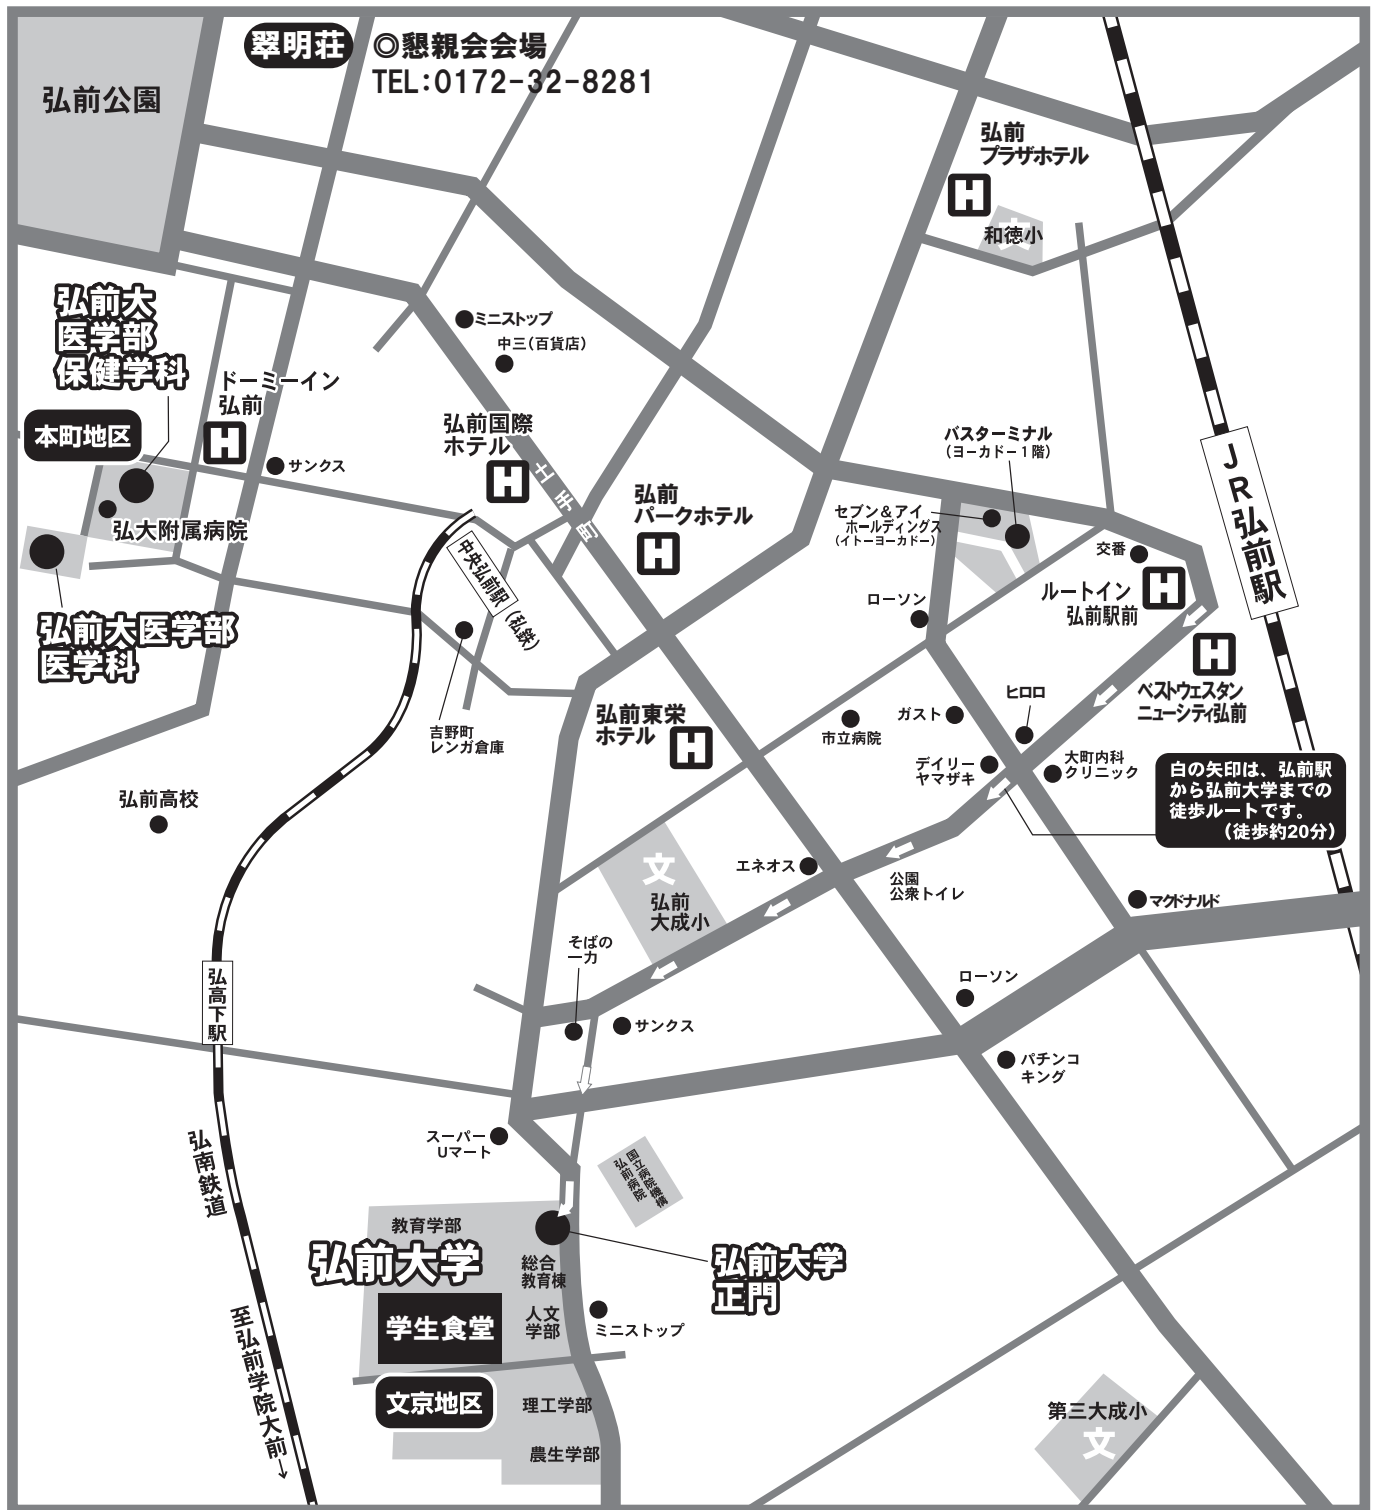 翠明荘
◎懇親会会場
TEL:0172-32-8281
弘前公園
弘前
プラザホテル
H
文
和徳小
弘前大
医学部
保健学科
ミニストップ
中三(百貨店)
ドーミーイン
弘前
H
本町地区
弘前国際
ホテル
H
土手町
バスターミナル
(ヨーカドー1階)
JR弘前駅
サンクス
弘大附属病院
弘前
パークホテル
H
セブン&アイ
ホールディングス
(イトーヨーカドー)
交番
中央弘前駅
(私鉄)
ルートイン
弘前駅前
H
ローソン
弘前大医学部
医学科
H
ベストウェスタン
ニューシティ弘前
吉野町
レンガ倉庫
弘前東栄
ホテル
H
市立病院
ガスト
ヒロロ
デイリー
ヤマザキ
大町内科
クリニック
白の矢印は、弘前駅
から弘前大学までの
徒歩ルートです。
(徒歩約20分)
弘前高校
文
弘前
大成小
エネオス
公園
公衆トイレ
マクドナルド
そばの
一力
弘高下駅
サンクス
ローソン
パチンコ
キング
スーパー
Uマート
弘南鉄道
国立病院機構
弘前病院
教育学部
弘前大学
総合
教育棟
弘前大学
正門
学生食堂
人文
学部
ミニストップ
至弘前学院大前→
文京地区
理工学部
農生学部
第三大成小
文